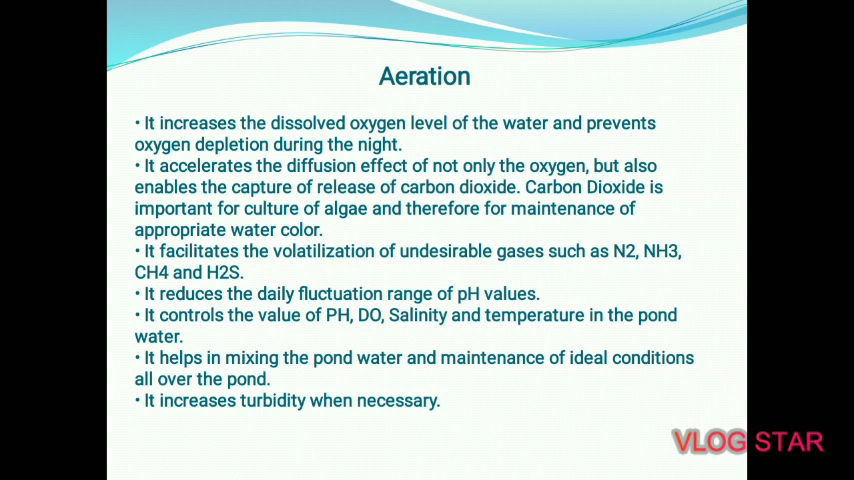 Aeration
• It increases the dissolved oxygen level of the water and prevents
oxygen depletion during the night.
• It accelerates the diffusion effect of not only the oxygen, but also
enables the capture of release of carbon dioxide. Carbon Dioxide is
important for culture of algae and therefore for maintenance of
appropriate water color.
• It facilitates the volatilization of undesirable gases such as N2, NH3,
CH4 and H2S.
• It reduces the daily fluctuation range of pH values.
• It controls the value of PH, DO, Salinity and temperature in the pond
water.
• It helps in mixing the pond water and maintenance of ideal conditions
all over the pond.
• It increases turbidity when necessary.
VLOG STAR